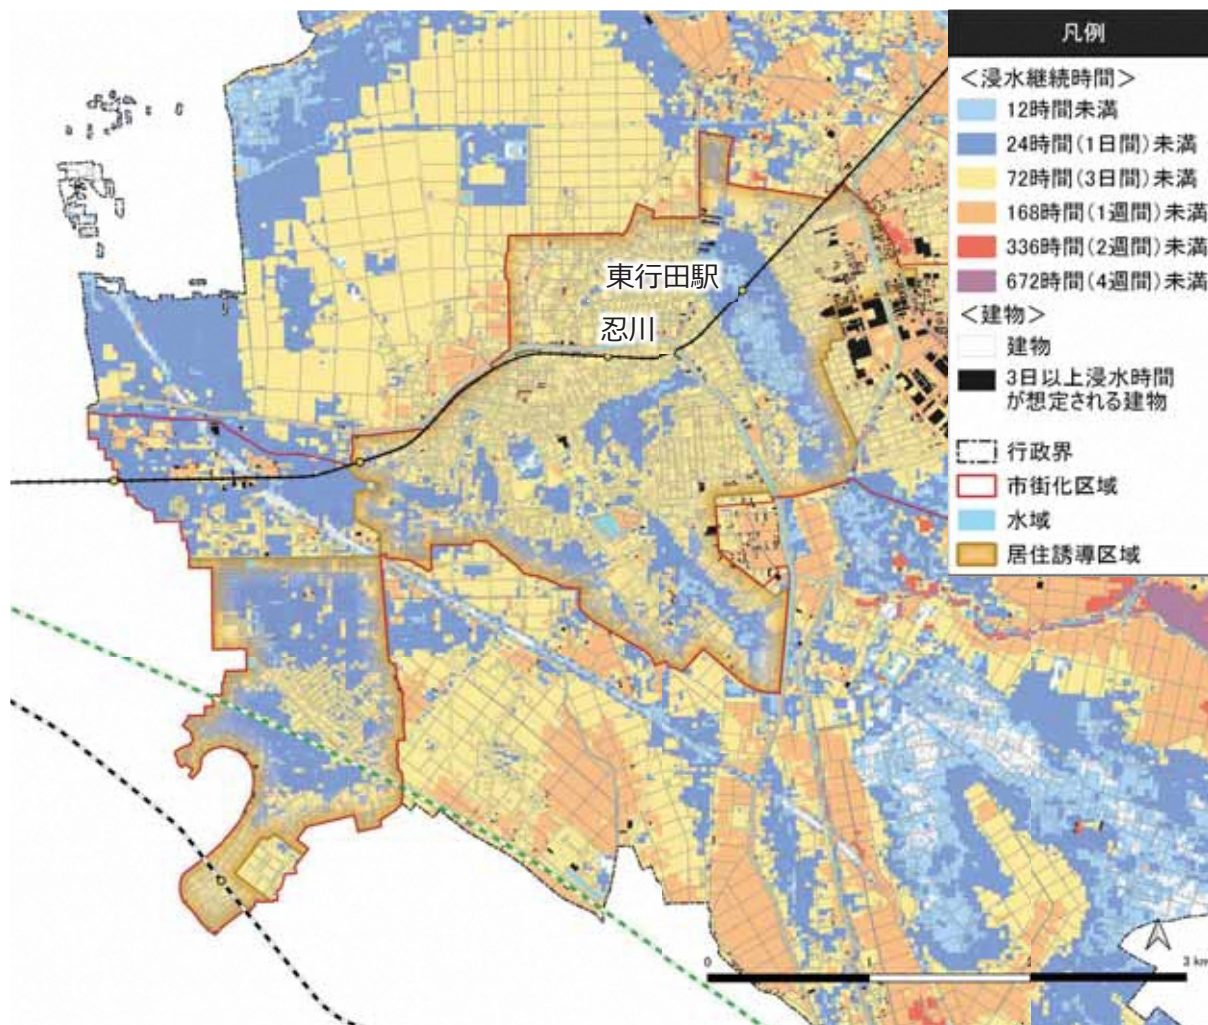 凡例
＜浸水継続時間＞
12時間未満
24時間(1日間)未満
72時間(3日間)未満
168時間(1週間)未満
336時間(2週間)未満
672時間(4週間)未満
＜建物＞
建物
3日以上浸水時間
が想定される建物
行政界
市街化区域
水域
居住誘導区域
東行田駅
忍川
0 1 2 3 km